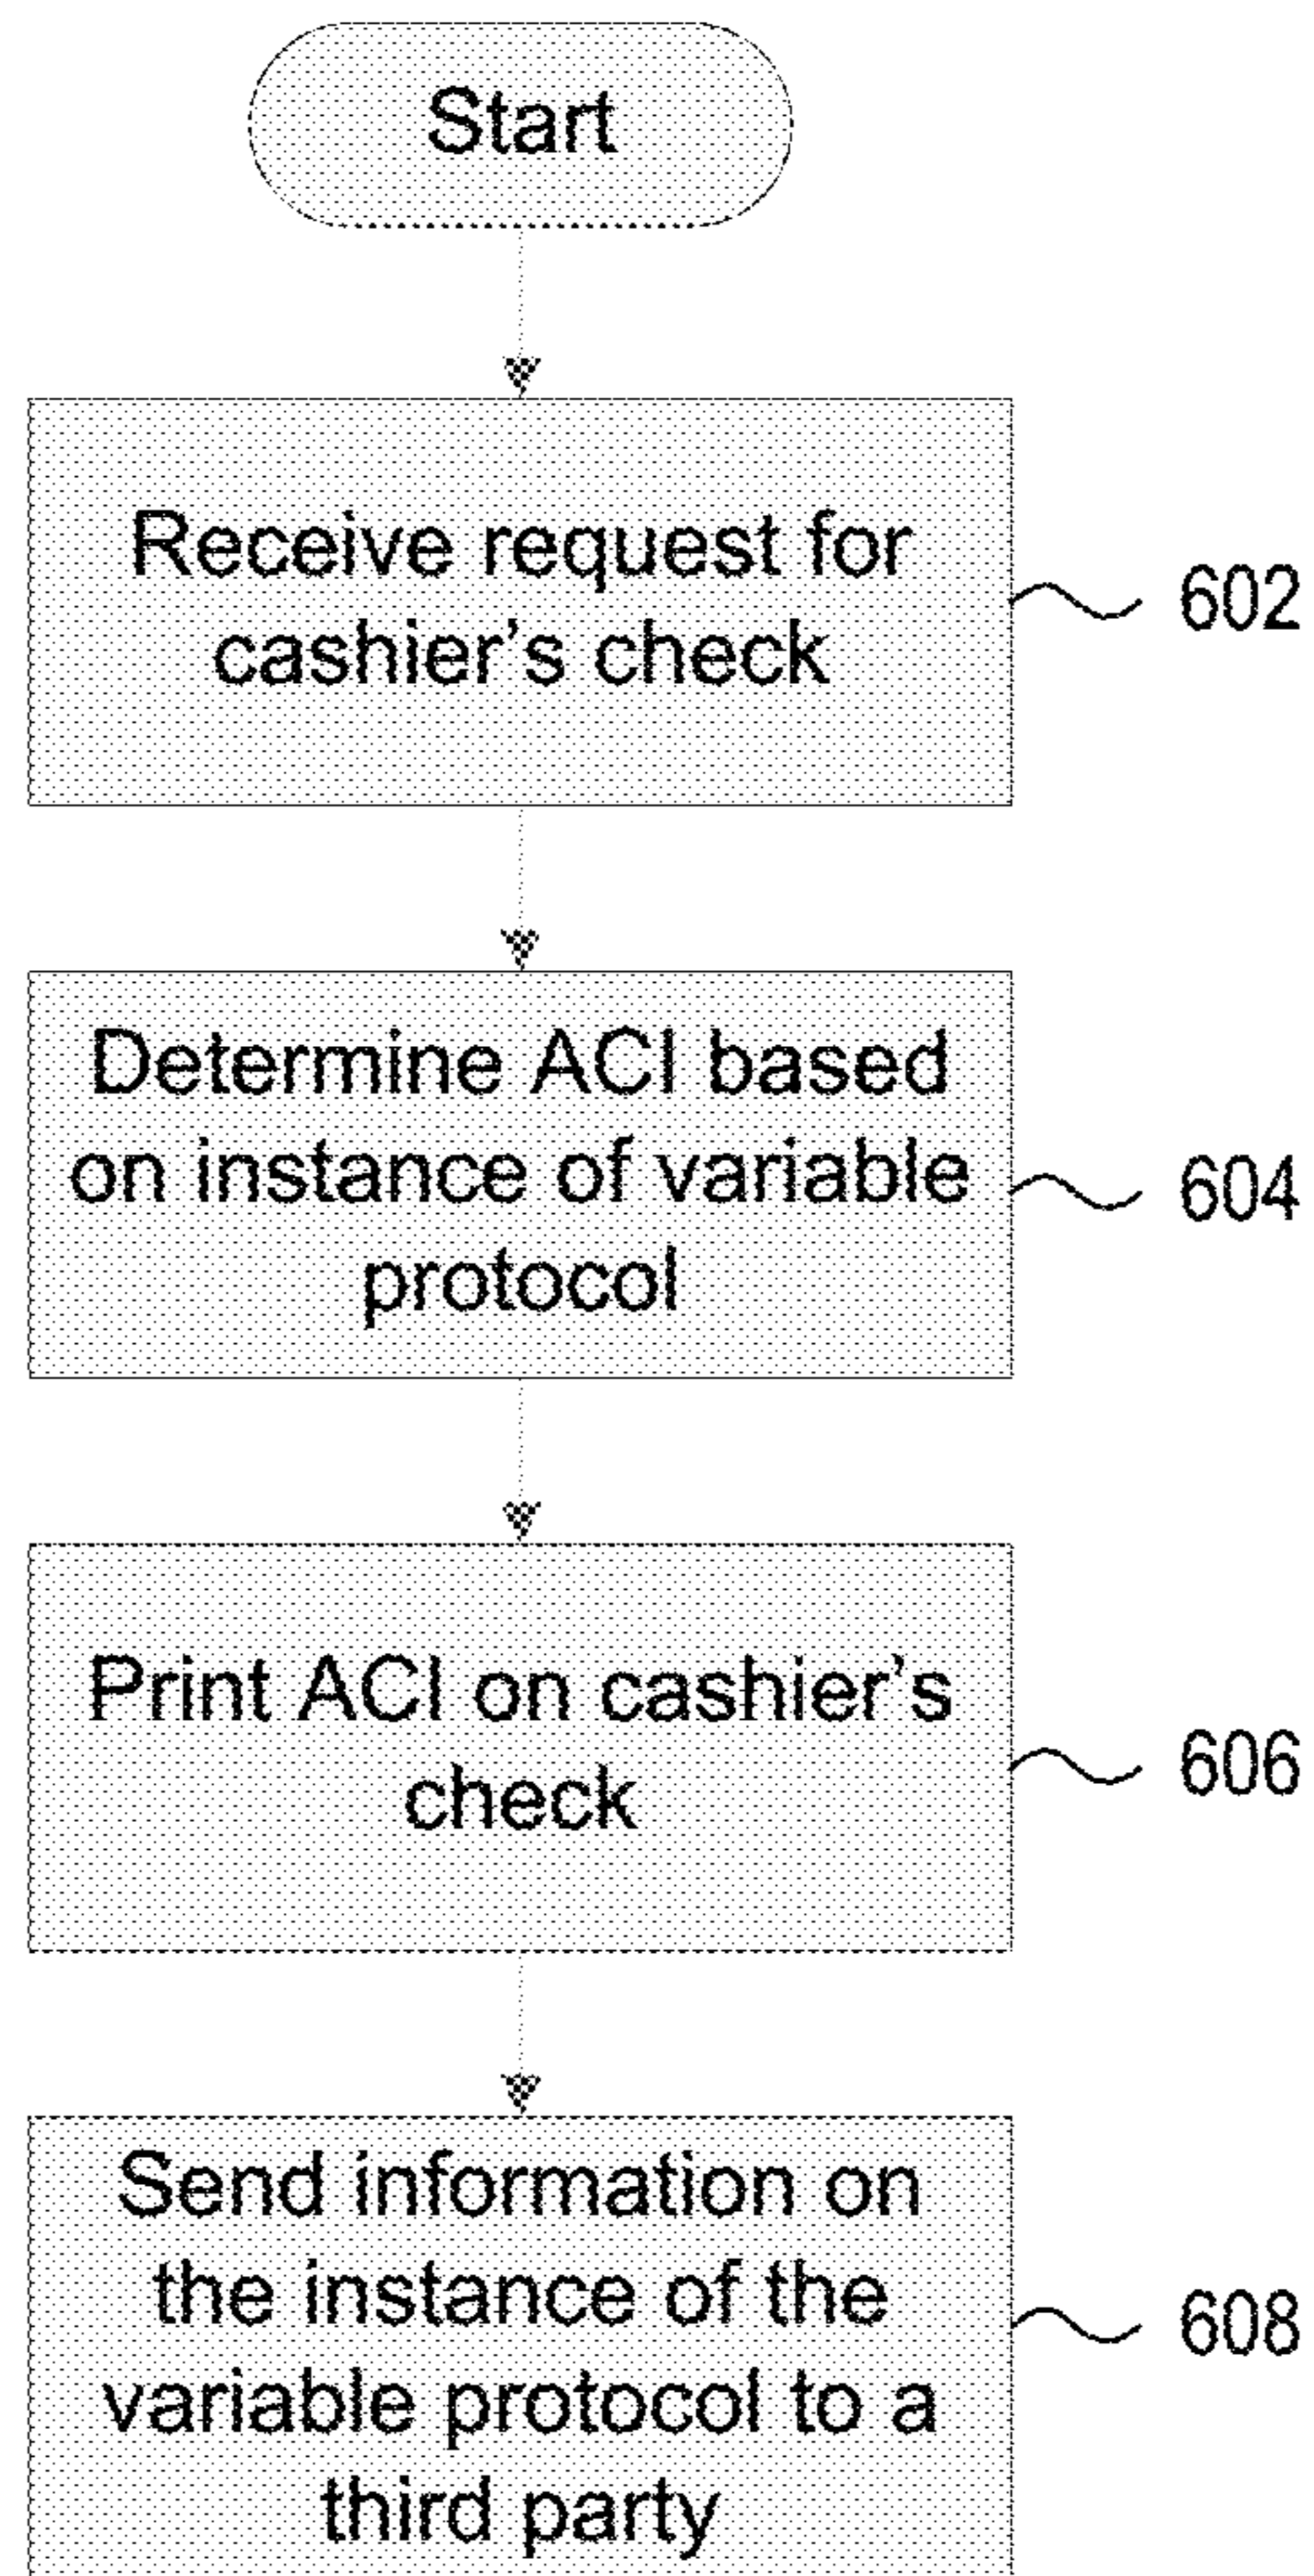 Start
Receive request for
cashier's check
602
Determine ACI based
on instance of variable
protocol
604
Print ACI on cashier's
check
606
Send information on
the instance of the
variable protocol to a
third party
608